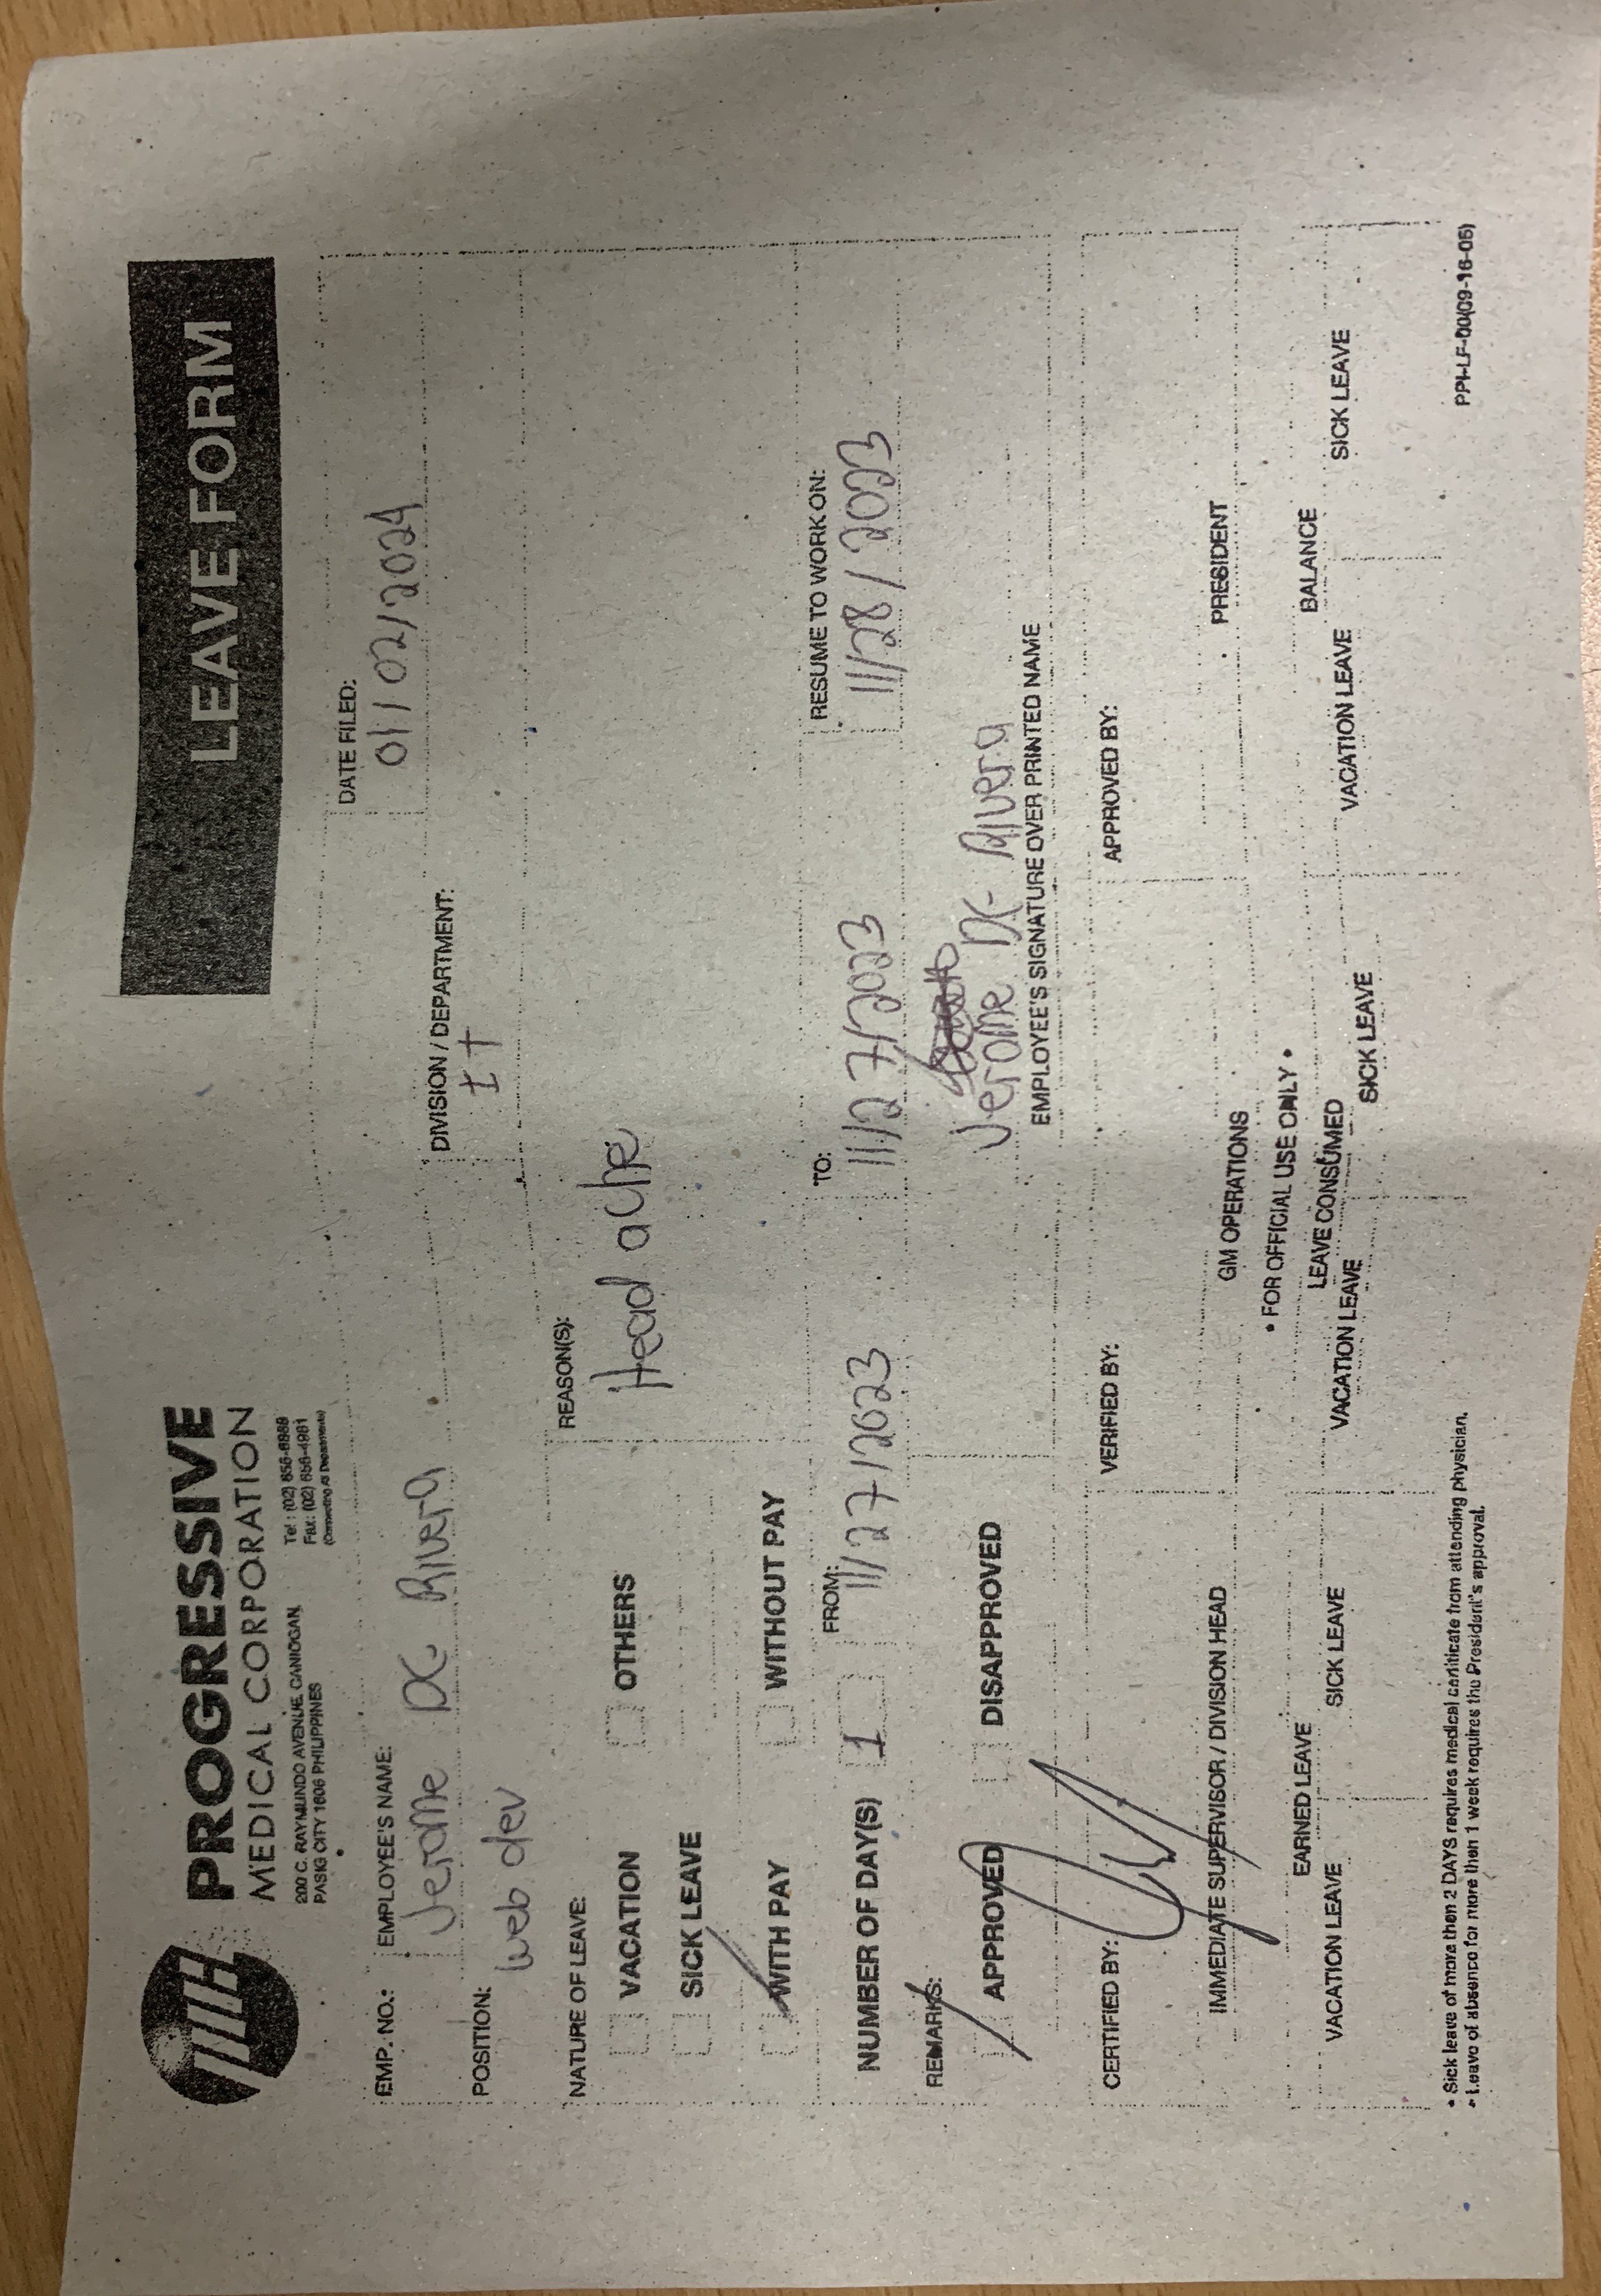 PROGRESSIVE
MEDICAL CORPORATION
200 C. RAYMUNDO AVENUE, CANIOGAN,
PASIG CITY 1606 PHILIPPINES
Tel : (02) 656-6988
Fax : (02) 656-4981
(Connecting All Departments)
LEAVE FORM
DATE FILED:
01/02/2024
EMP. NO.: EMPLOYEE'S NAME:
Jerome DC. Rivera
POSITION:
web dev
DIVISION / DEPARTMENT:
IT
NATURE OF LEAVE:
VACATION OTHERS
SICK LEAVE
WITH PAY WITHOUT PAY
REASON(S):
Head ache
NUMBER OF DAY(S) 1
FROM: 11/27/2023
TO: 11/27/2023
RESUME TO WORK ON:
11/28/2023
REMARKS:
APPROVED DISAPPROVED
Jerome DC- Rivera
EMPLOYEE'S SIGNATURE OVER PRINTED NAME
CERTIFIED BY: VERIFIED BY: APPROVED BY:
IMMEDIATE SUPERVISOR / DIVISION HEAD GM OPERATIONS PRESIDENT
• FOR OFFICIAL USE ONLY •
EARNED LEAVE LEAVE CONSUMED BALANCE
VACATION LEAVE SICK LEAVE VACATION LEAVE SICK LEAVE VACATION LEAVE SICK LEAVE
• Sick leave of more then 2 DAYS requires medical certificate from attending physician.
• Leave of absence for more then 1 week requires the President's approval.
PPI-LF-00(09-16-05)